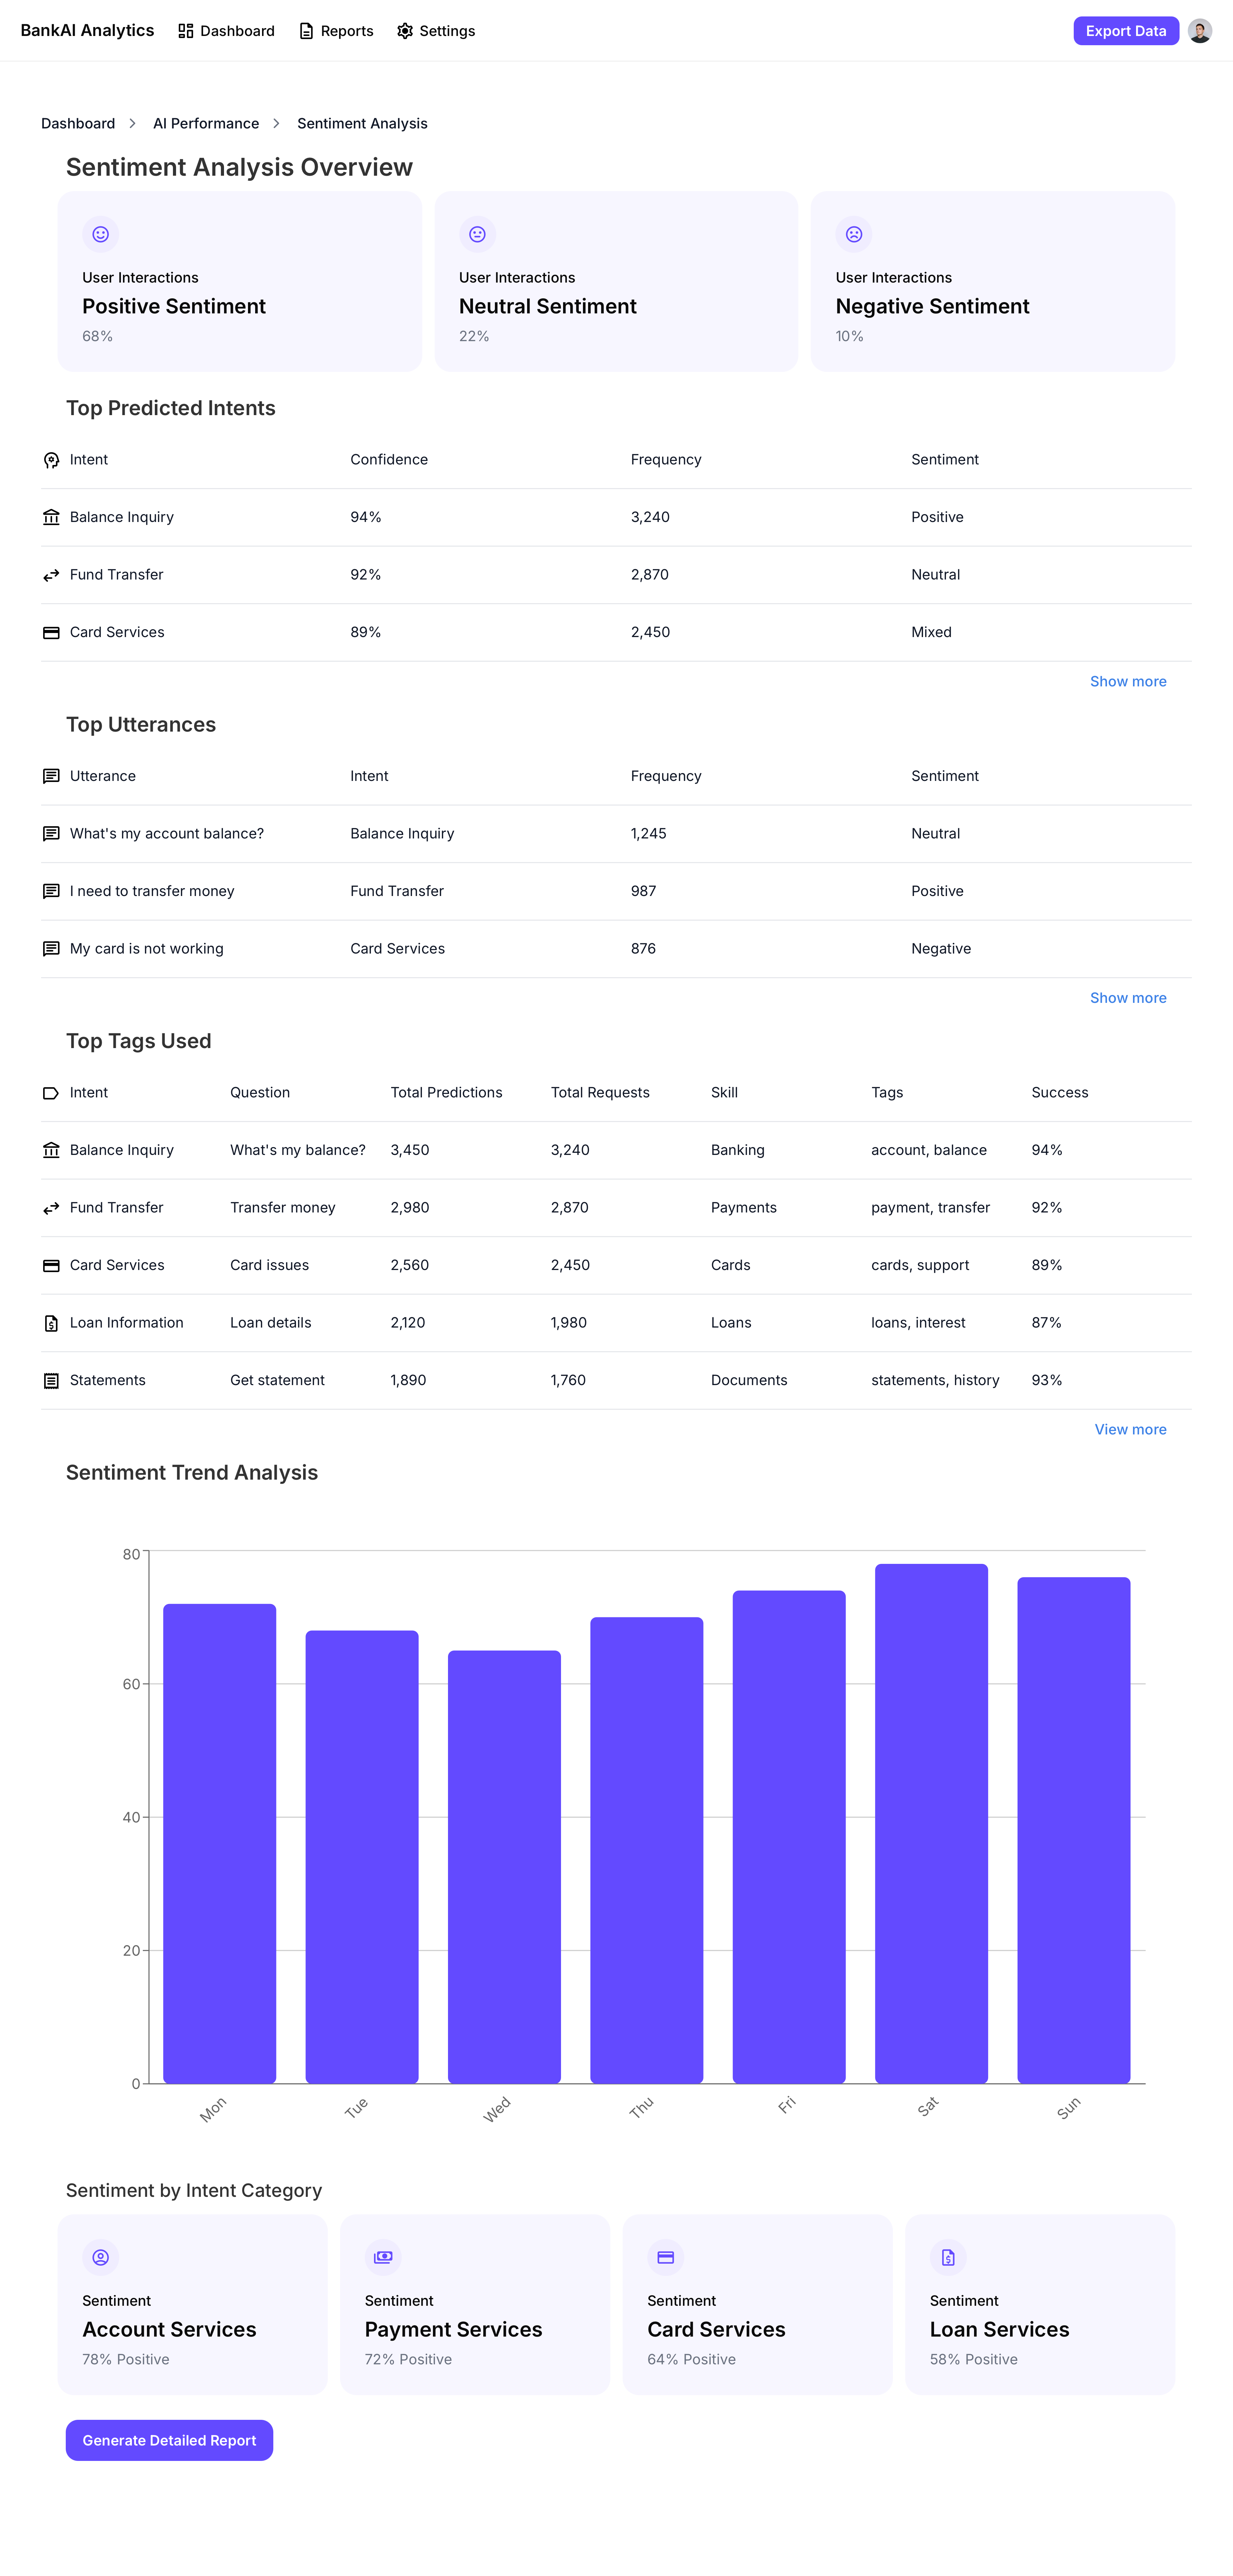 BankAI Analytics Dashboard Reports Settings Export Data
Dashboard AI Performance Sentiment Analysis
Sentiment Analysis Overview
User Interactions
Positive Sentiment
68%
User Interactions
Neutral Sentiment
22%
User Interactions
Negative Sentiment
10%
Top Predicted Intents
Intent Confidence Frequency Sentiment
Balance Inquiry 94% 3,240 Positive
Fund Transfer 92% 2,870 Neutral
Card Services 89% 2,450 Mixed
Show more
Top Utterances
Utterance Intent Frequency Sentiment
What's my account balance? Balance Inquiry 1,245 Neutral
I need to transfer money Fund Transfer 987 Positive
My card is not working Card Services 876 Negative
Show more
Top Tags Used
Intent Question Total Predictions Total Requests Skill Tags Success
Balance Inquiry What's my balance? 3,450 3,240 Banking account, balance 94%
Fund Transfer Transfer money 2,980 2,870 Payments payment, transfer 92%
Card Services Card issues 2,560 2,450 Cards cards, support 89%
Loan Information Loan details 2,120 1,980 Loans loans, interest 87%
Statements Get statement 1,890 1,760 Documents statements, history 93%
View more
Sentiment Trend Analysis
80
60
40
20
0
Mon Tue Wed Thu Fri Sat Sun
Sentiment by Intent Category
Sentiment
Account Services
78% Positive
Sentiment
Payment Services
72% Positive
Sentiment
Card Services
64% Positive
Sentiment
Loan Services
58% Positive
Generate Detailed Report